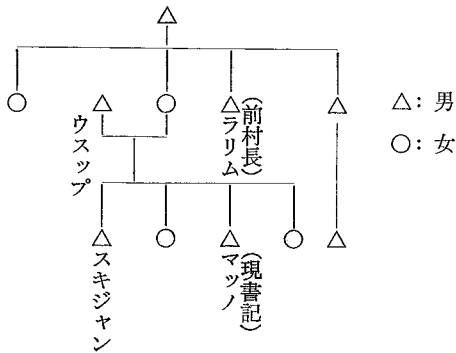 △: 男
○: 女
ウスップ
ラリム
(前村長)
スキジャン
マツノ
(現書記)